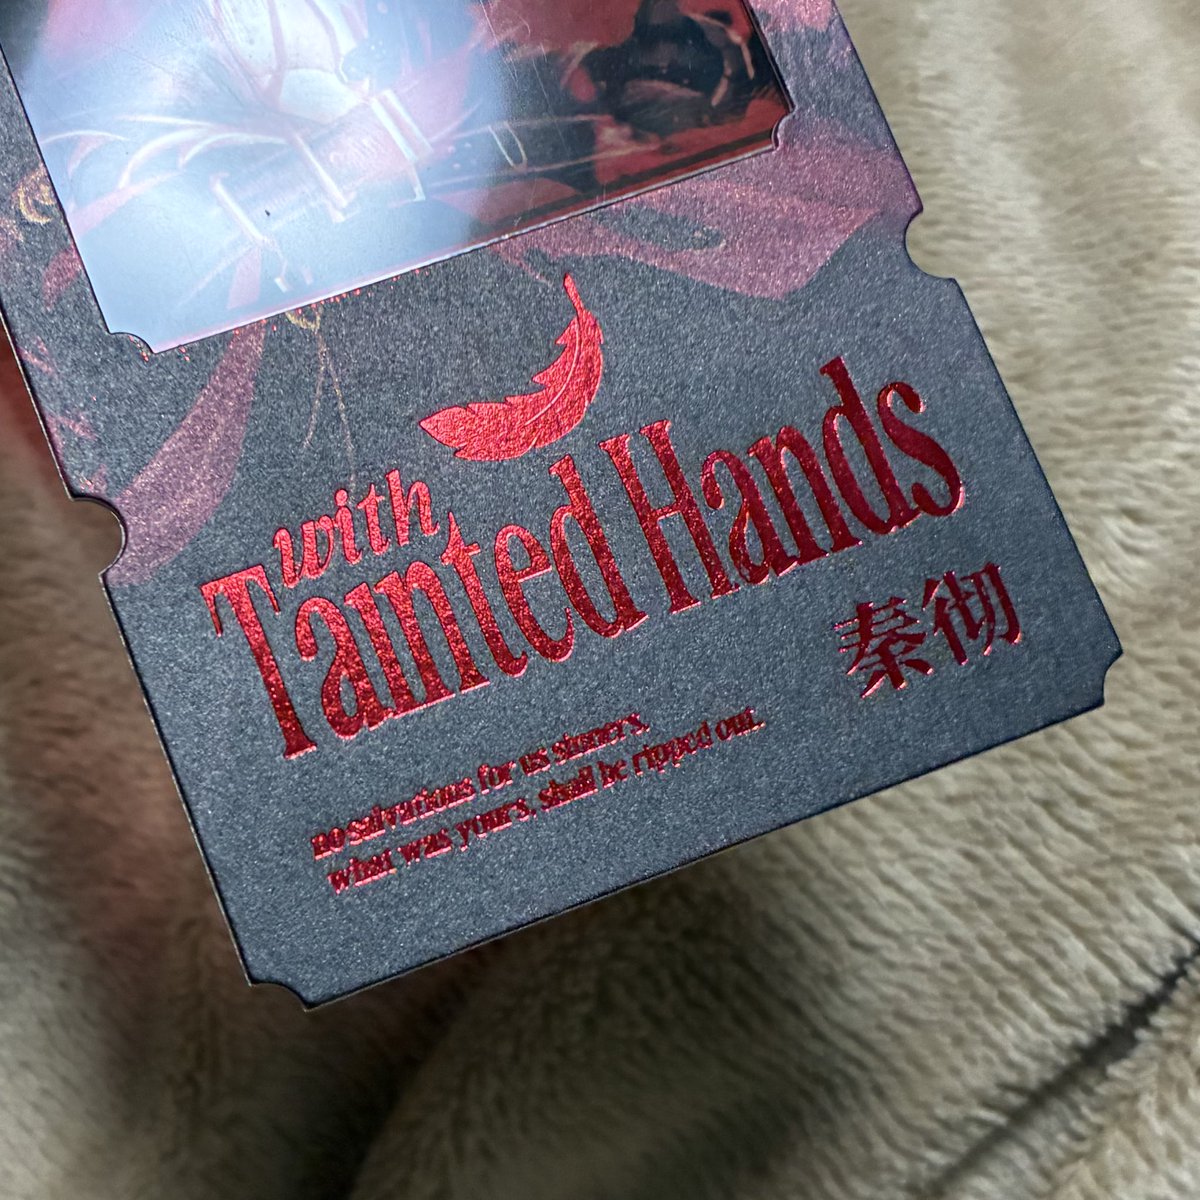 with
Tainted Hands
秦彻
no salvations for us sinners.
what was yours, shall be ripped out.